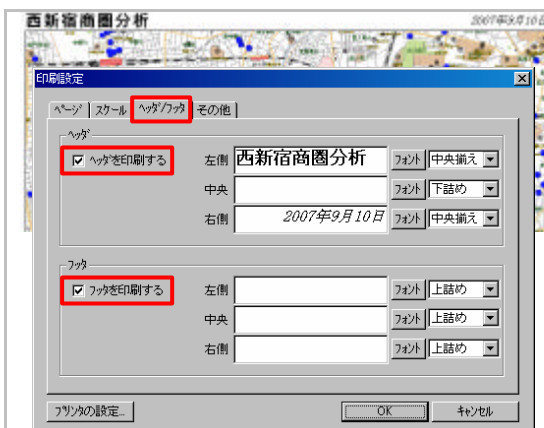 西新宿商圏分析
2007年9月10日
印刷設定
ページ スケール ヘッダ/フッタ その他
ヘッダ
ヘッダを印刷する
左側 西新宿商圏分析 フォント 中央揃え
中央 フォント 下詰め
右側 2007年9月10日 フォント 中央揃え
フッタ
フッタを印刷する
左側 フォント 上詰め
中央 フォント 上詰め
右側 フォント 上詰め
プリンタの設定... OK キャンセル